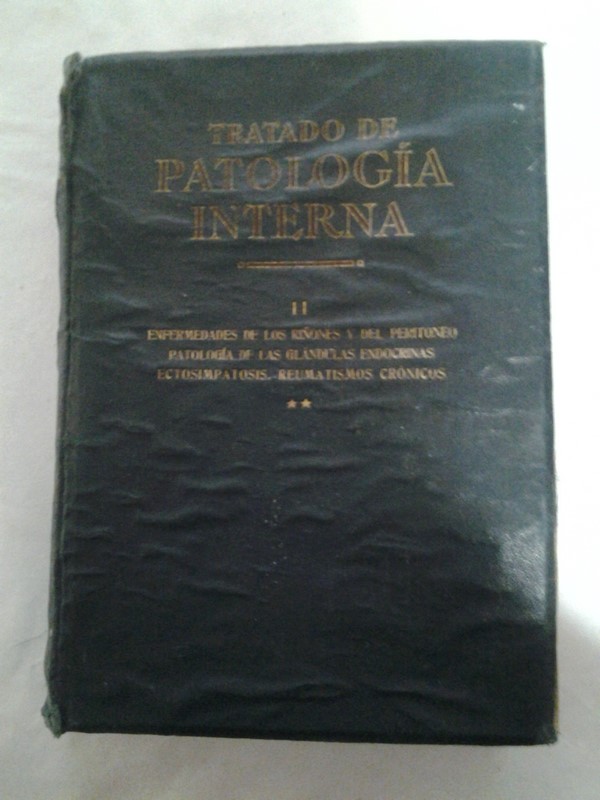 TRATADO DE
PATOLOGÍA
INTERNA
II
ENFERMEDADES DE LOS RIÑONES Y DEL PERITONEO
PATOLOGÍA DE LAS GLÁNDULAS ENDOCRINAS
ECTOSIMPATOSIS. REUMATISMOS CRÓNICOS
★★